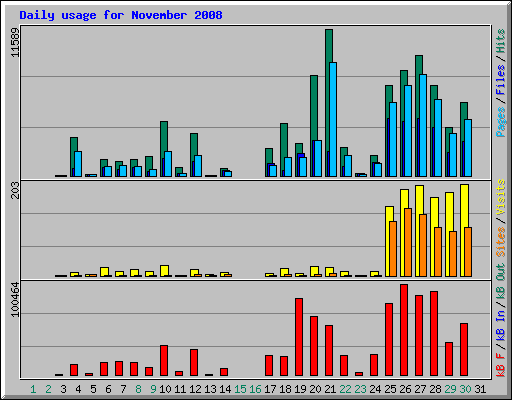 Daily usage for November 2008
11589
Pages / Files / Hits
203
Sites / Visits
100464
kB F / kB In / kB Out
1 2 3 4 5 6 7 8 9 10 11 12 13 14 15 16 17 18 19 20 21 22 23 24 25 26 27 28 29 30 31